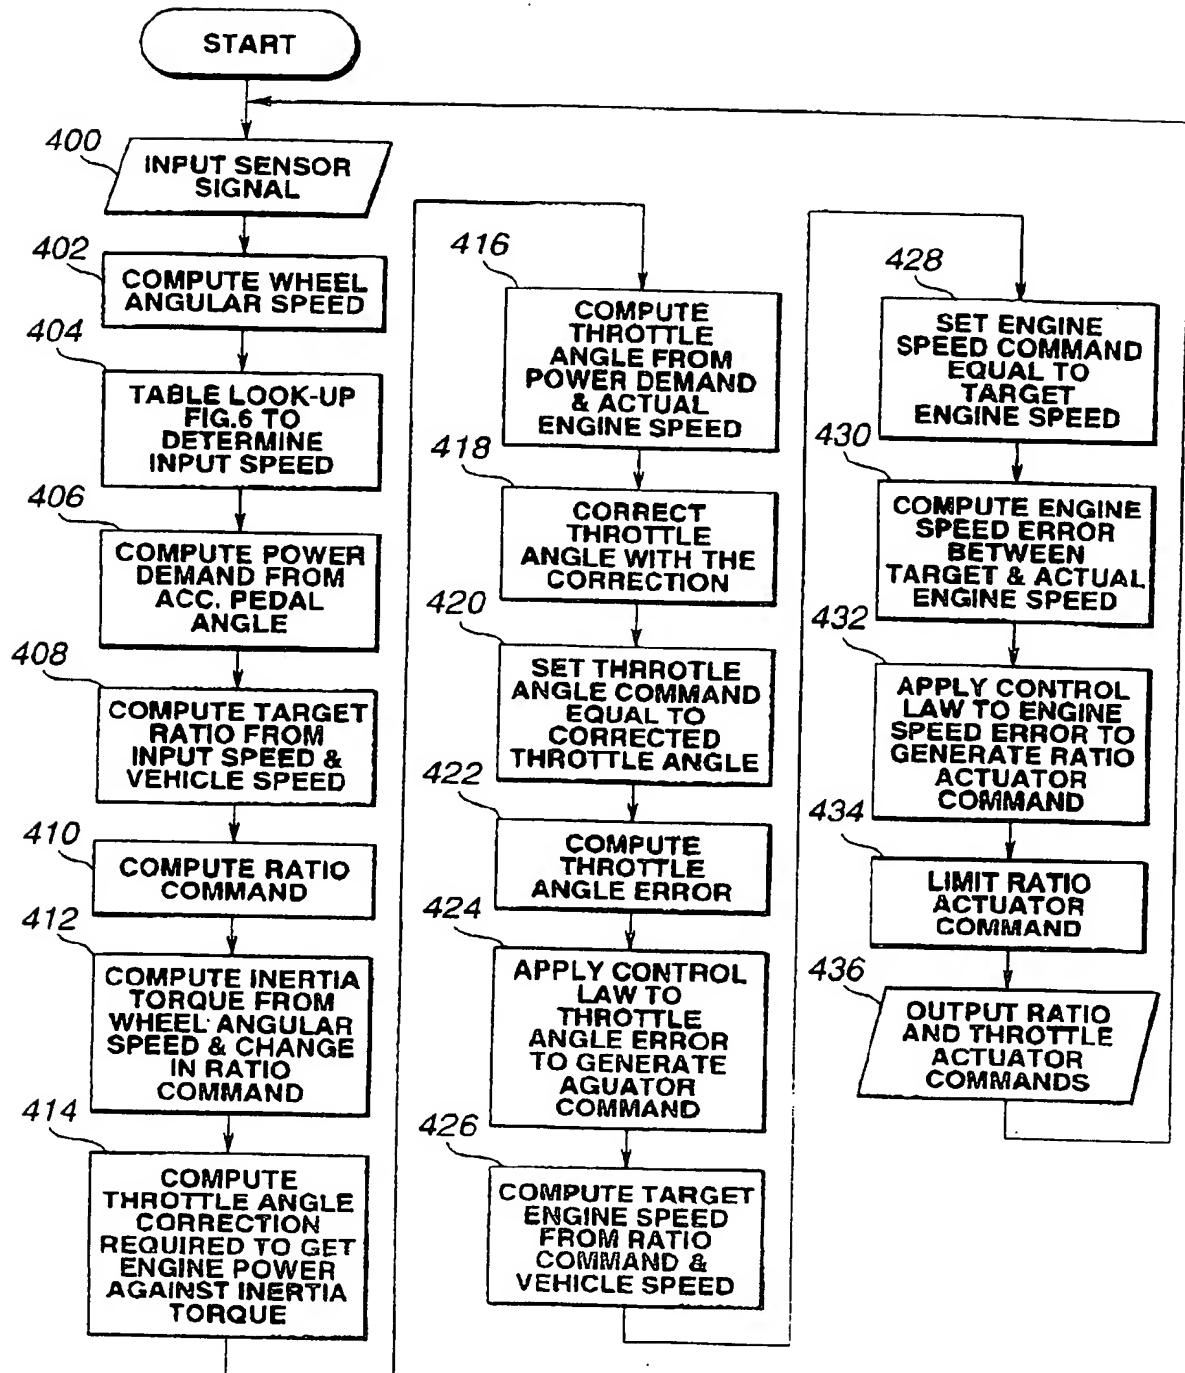 START
400
INPUT SENSOR
SIGNAL
402
COMPUTE WHEEL
ANGULAR SPEED
404
TABLE LOOK-UP
FIG.6 TO
DETERMINE
INPUT SPEED
406
COMPUTE POWER
DEMAND FROM
ACC. PEDAL
ANGLE
408
COMPUTE TARGET
RATIO FROM
INPUT SPEED &
VEHICLE SPEED
410
COMPUTE RATIO
COMMAND
412
COMPUTE INERTIA
TORQUE FROM
WHEEL ANGULAR
SPEED & CHANGE
IN RATIO
COMMAND
414
COMPUTE
THROTTLE ANGLE
CORRECTION
REQUIRED TO GET
ENGINE POWER
AGAINST INERTIA
TORQUE
416
COMPUTE
THROTTLE
ANGLE FROM
POWER DEMAND
& ACTUAL
ENGINE SPEED
418
CORRECT
THROTTLE
ANGLE WITH THE
CORRECTION
420
SET THRROTLE
ANGLE COMMAND
EQUAL TO
CORRECTED
THROTTLE ANGLE
422
COMPUTE
THROTTLE
ANGLE ERROR
424
APPLY CONTROL
LAW TO
THROTTLE
ANGLE ERROR
TO GENERATE
AGUATOR
COMMAND
426
COMPUTE TARGET
ENGINE SPEED
FROM RATIO
COMMAND &
VEHICLE SPEED
428
SET ENGINE
SPEED COMMAND
EQUAL TO
TARGET
ENGINE SPEED
430
COMPUTE ENGINE
SPEED ERROR
BETWEEN
TARGET & ACTUAL
ENGINE SPEED
432
APPLY CONTROL
LAW TO ENGINE
SPEED ERROR TO
GENERATE RATIO
ACTUATOR
COMMAND
434
LIMIT RATIO
ACTUATOR
COMMAND
436
OUTPUT RATIO
AND THROTTLE
ACTUATOR
COMMANDS